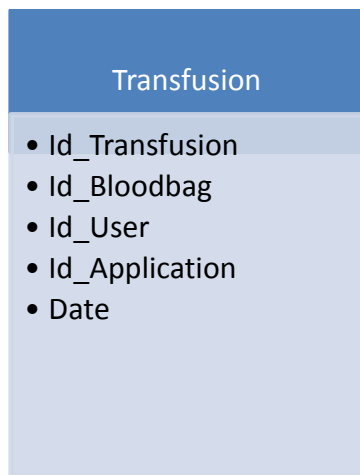 Transfusion
• Id_Transfusion
• Id_Bloodbag
• Id_User
• Id_Application
• Date